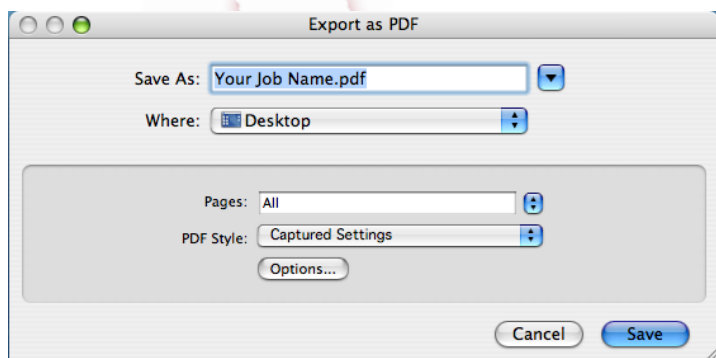 Export as PDF
Save As: Your Job Name.pdf
Where: Desktop
Pages: All
PDF Style: Captured Settings
Options...
Cancel Save